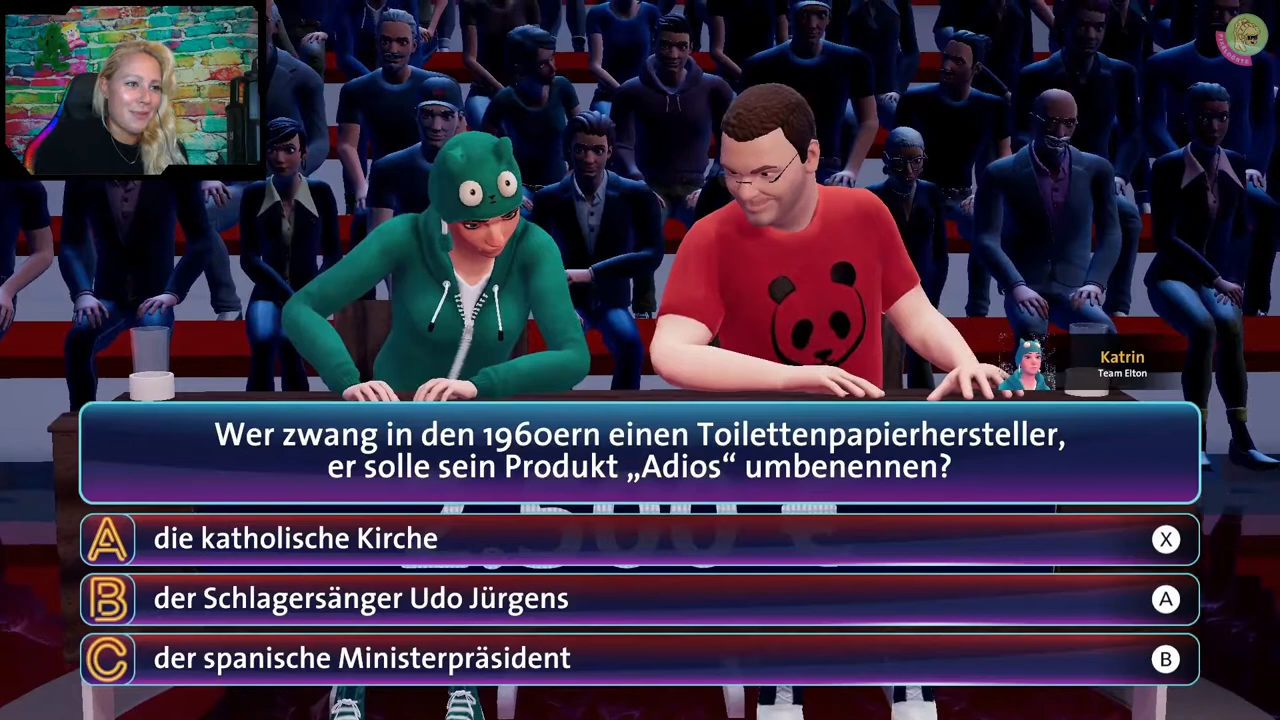 Katrin
Team Elton
Wer zwang in den 1960ern einen Toilettenpapierhersteller,
er solle sein Produkt „Adios“ umbenennen?
A die katholische Kirche X
B der Schlagersänger Udo Jürgens A
C der spanische Ministerpräsident B